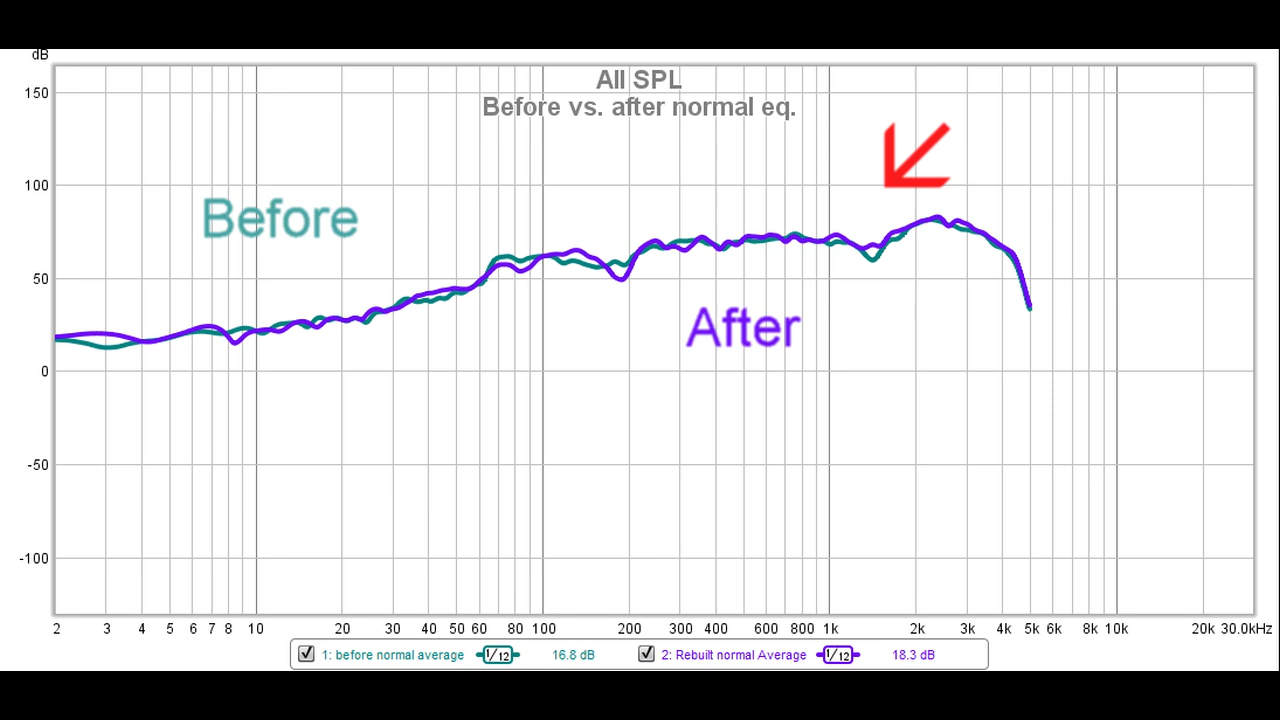 dB
All SPL
Before vs. after normal eq.
150
100
Before
50
After
0
-50
-100
2 3 4 5 6 7 8 10 20 30 40 50 60 80 100 200 300 400 600 800 1k 2k 3k 4k 5k 6k 8k 10k 20k 30.0kHz
1: before normal average 1/12 16.8 dB 2: Rebuilt normal Average 1/12 18.3 dB